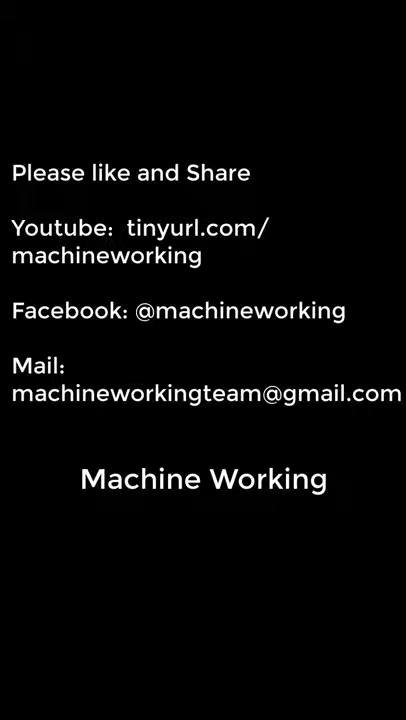 Please like and Share
Youtube:  tinyurl.com/
machineworking
Facebook: @machineworking
Mail:
machineworkingteam@gmail.com
Machine Working